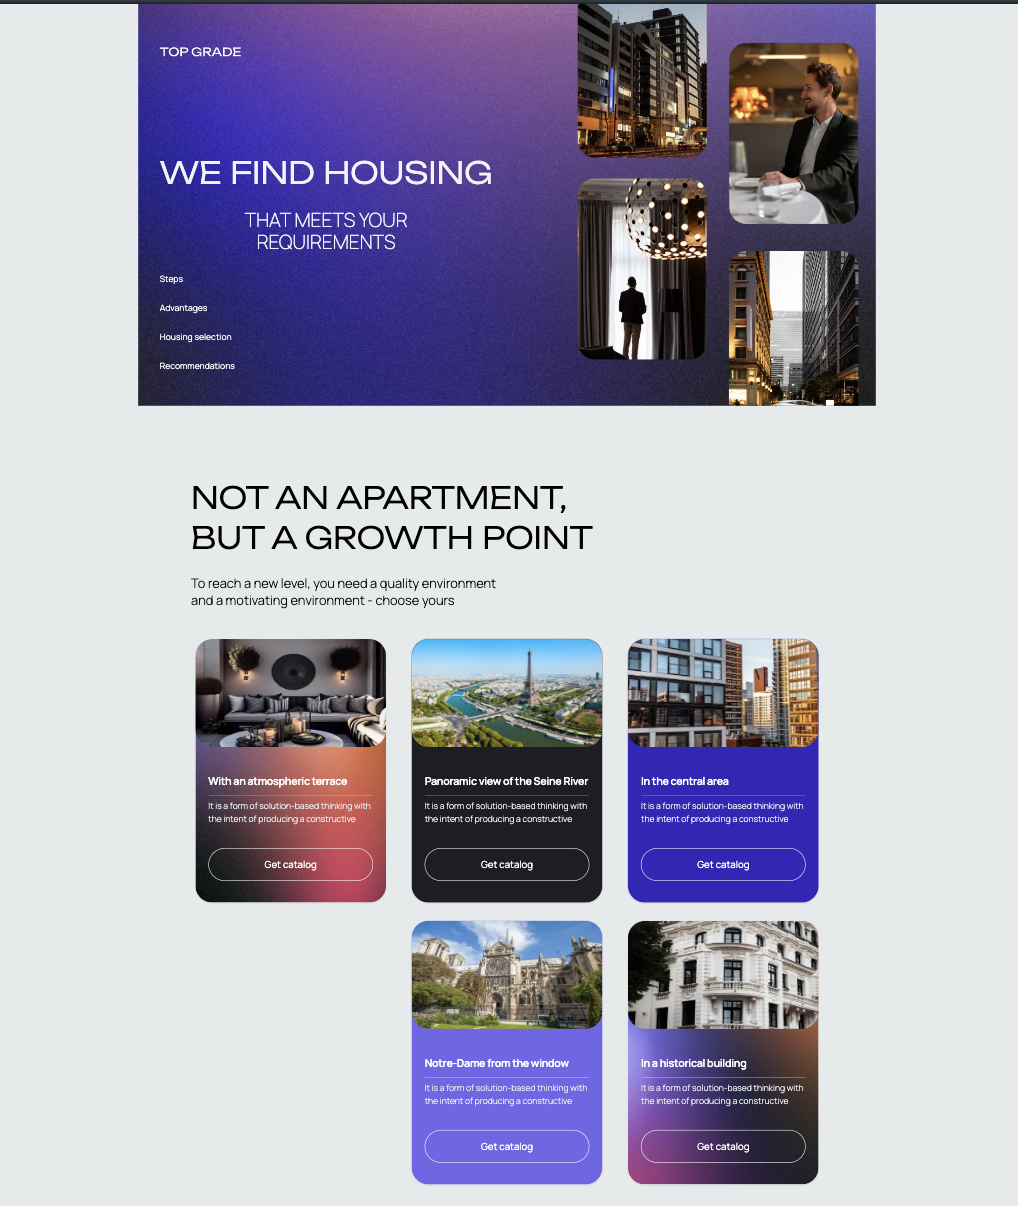 TOP GRADE
WE FIND HOUSING
THAT MEETS YOUR
REQUIREMENTS
Steps
Advantages
Housing selection
Recommendations
NOT AN APARTMENT,
BUT A GROWTH POINT
To reach a new level, you need a quality environment
and a motivating environment - choose yours
With an atmospheric terrace
It is a form of solution-based thinking with
the intent of producing a constructive
Get catalog
Panoramic view of the Seine River
It is a form of solution-based thinking with
the intent of producing a constructive
Get catalog
In the central area
It is a form of solution-based thinking with
the intent of producing a constructive
Get catalog
Notre-Dame from the window
It is a form of solution-based thinking with
the intent of producing a constructive
Get catalog
In a historical building
It is a form of solution-based thinking with
the intent of producing a constructive
Get catalog